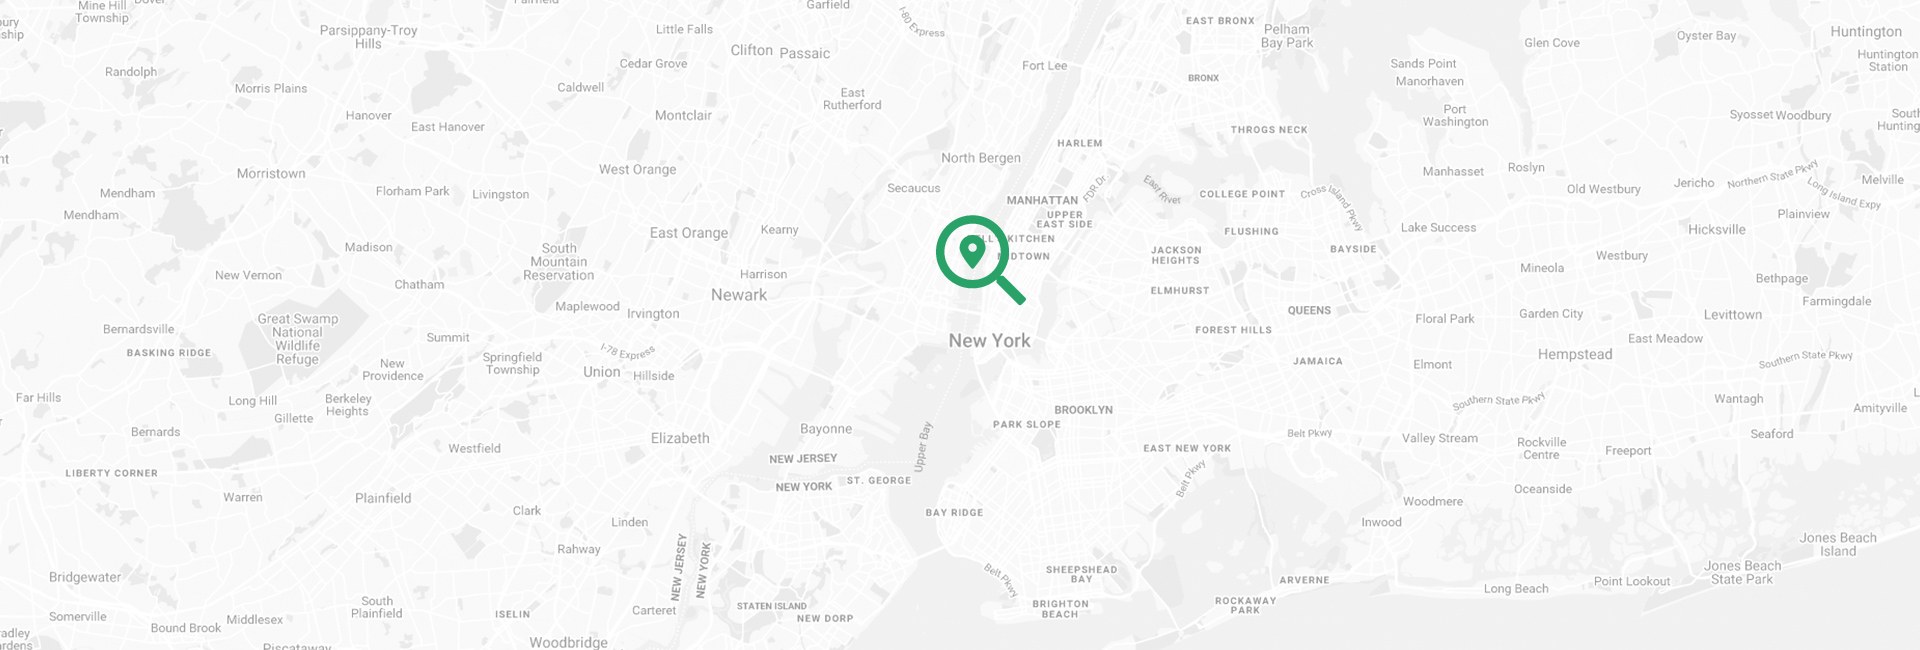 Mine Hill
Township
Dover
Fairfield
Garfield
I-80 Express
EAST BRONX
Pelham
Bay Park
Glen Cove
Oyster Bay
Huntington
Huntington
Station
Parsippany-Troy
Hills
Little Falls
Clifton
Passaic
Cedar Grove
Fort Lee
BRONX
Sands Point
Manorhaven
Randolph
Morris Plains
Caldwell
East
Rutherford
Hanover
East Hanover
Montclair
THROGS NECK
Port
Washington
Syosset
Woodbury
HARLEM
North Bergen
West Orange
Morristown
Florham Park
Livingston
Secaucus
MANHATTAN
FDR Dr.
East River
COLLEGE POINT
Cross Island Pkwy
Manhasset
Roslyn
Old Westbury
Jericho
Northern State Pkwy
Melville
Long Island Expy
Mendham
Mendham
UPPER
EAST SIDE
Plainview
East Orange
Kearny
KITCHEN
FLUSHING
Lake Success
Hicksville
Madison
South
Mountain
Reservation
JACKSON
HEIGHTS
BAYSIDE
Westbury
New Vernon
Chatham
Harrison
Mineola
Bethpage
Newark
ELMHURST
Farmingdale
Maplewood
Irvington
QUEENS
Great Swamp
National
Wildlife
Refuge
Floral Park
Garden City
Levittown
Bernardsville
BASKING RIDGE
Summit
I-78 Express
New York
FOREST HILLS
East Meadow
New
Providence
Springfield
Township
Union
Hillside
JAMAICA
Elmont
Hempstead
Southern State Pkwy
Far Hills
Long Hill
Gillette
Berkeley
Heights
BROOKLYN
Southern State Pkwy
Wantagh
Amityville
Bernards
Westfield
Elizabeth
Bayonne
Upper Bay
PARK SLOPE
EAST NEW YORK
Belt Pkwy
Valley Stream
Rockville
Centre
Freeport
Seaford
LIBERTY CORNER
NEW JERSEY
NEW YORK
ST. GEORGE
Belt Pkwy
Warren
Plainfield
Clark
Linden
BAY RIDGE
Woodmere
Oceanside
Inwood
Rahway
NEW JERSEY
NEW YORK
Jones Beach
Island
Bridgewater
Belt Pkwy
SHEEPSHEAD
BAY
ARVERNE
Long Beach
Point Lookout
Jones Beach
State Park
Somerville
Bound Brook
Middlesex
South
Plainfield
ISELIN
Carteret
STATEN ISLAND
NEW DORP
BRIGHTON
BEACH
ROCKAWAY
PARK
Woodbridge
Piscataway